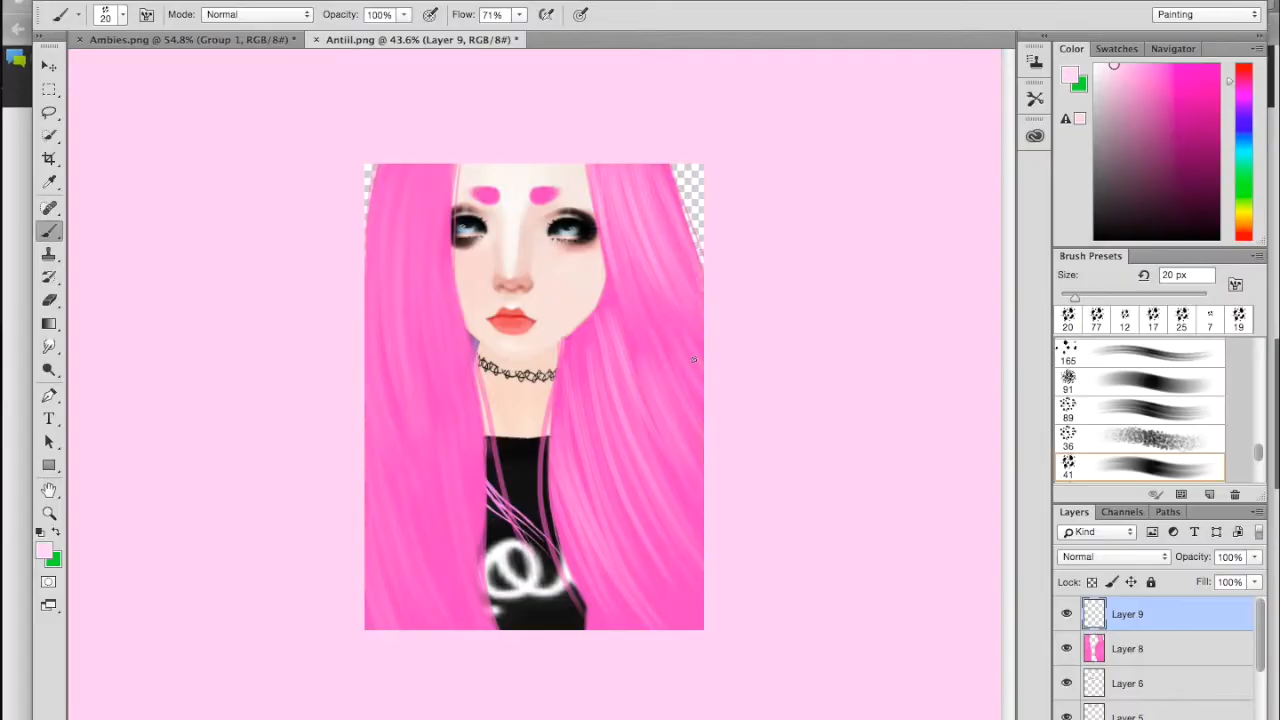 20 Mode: Normal Opacity: 100% Flow: 71% Painting
Ambies.png @ 54.8% (Group 1, RGB/8#) * Antiil.png @ 43.6% (Layer 9, RGB/8#) *
Color Swatches Navigator
Brush Presets
Size: 20 px
20 77 12 17 25 7 19
165
91
89
36
41
Layers Channels Paths
Kind
Normal Opacity: 100%
Lock: Fill: 100%
Layer 9
Layer 8
Layer 6
Layer 5